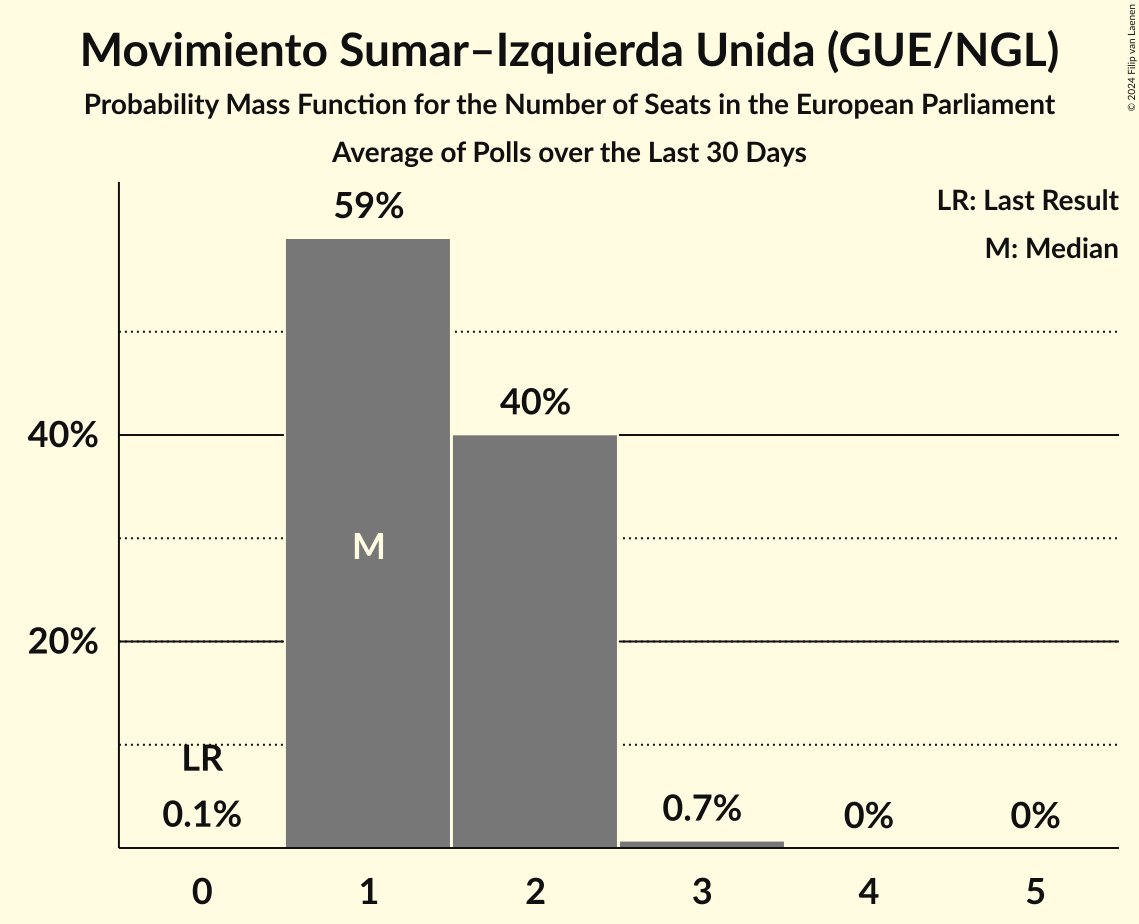 Movimiento Sumar–Izquierda Unida (GUE/NGL)
Probability Mass Function for the Number of Seats in the European Parliament
Average of Polls over the Last 30 Days
© 2024 Filip van Laenen
LR: Last Result
M: Median
59%
40%
40%
M
20%
LR
0.1%
0.7%
0%
0%
0 1 2 3 4 5